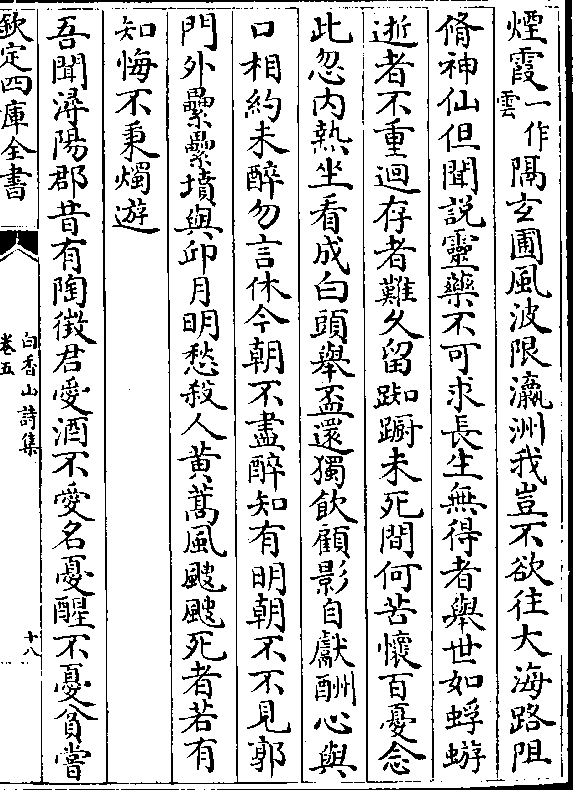 煙霞一作雲隔玄圃風波限瀛洲我豈不欲往大海路阻
脩神仙但聞說靈藥不可求長生無得者舉世如蜉蝣
逝者不重迴存者難久留踟蹰未死間何苦懷百憂念
此忽内熱坐看成白頭舉盃還獨飲顧影自獻酬心與
口相約未醉勿言休今朝不盡醉知有明朝不不見郭
門外纍纍墳與邱月明愁殺人黄蒿風颼颼死者若有
知悔不秉燭遊
吾聞潯陽郡昔有陶徵君愛酒不愛名憂醒不憂貧嘗
欽定四庫全書
白香山詩集
卷五
十八